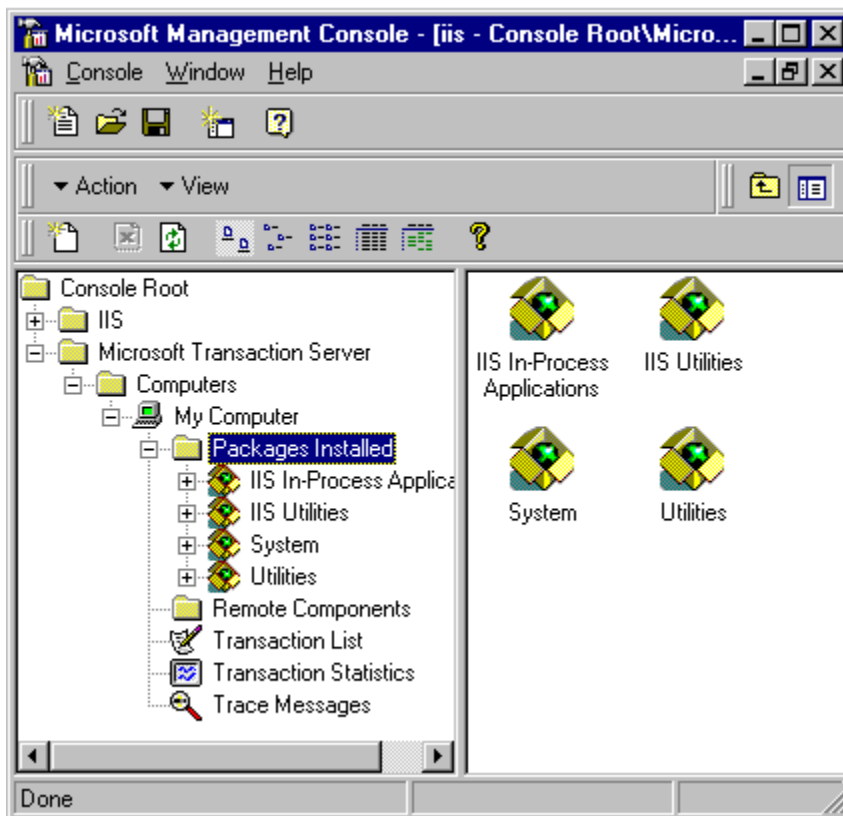 Microsoft Management Console - [iis - Console Root\Micro...
Console Window Help
Action View
Console Root
IIS
Microsoft Transaction Server
Computers
My Computer
Packages Installed
IIS In-Process Applica
IIS Utilities
System
Utilities
Remote Components
Transaction List
Transaction Statistics
Trace Messages
IIS In-Process
Applications
IIS Utilities
System
Utilities
Done